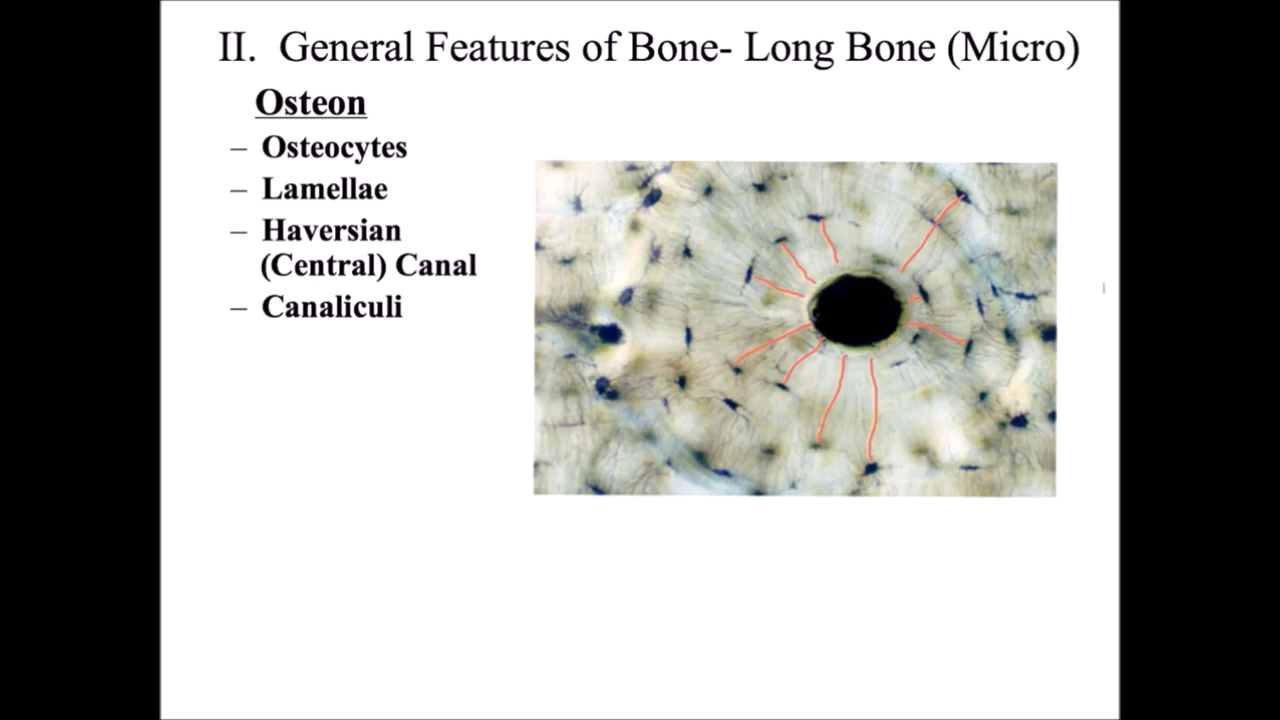 II. General Features of Bone- Long Bone (Micro)
Osteon
– Osteocytes
– Lamellae
– Haversian
(Central) Canal
– Canaliculi